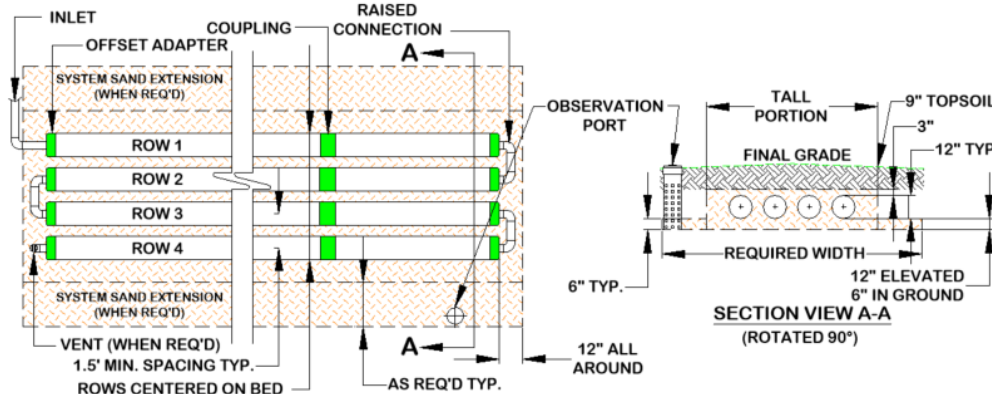 INLET
OFFSET ADAPTER
COUPLING
RAISED
CONNECTION
A
SYSTEM SAND EXTENSION
(WHEN REQ'D)
ROW 1
ROW 2
ROW 3
ROW 4
SYSTEM SAND EXTENSION
(WHEN REQ'D)
VENT (WHEN REQ'D)
1.5' MIN. SPACING TYP.
ROWS CENTERED ON BED
A
AS REQ'D TYP.
12" ALL
AROUND
OBSERVATION
PORT
TALL
PORTION
9" TOPSOIL
3"
12" TYP.
FINAL GRADE
REQUIRED WIDTH
6" TYP.
12" ELEVATED
6" IN GROUND
SECTION VIEW A-A
(ROTATED 90°)